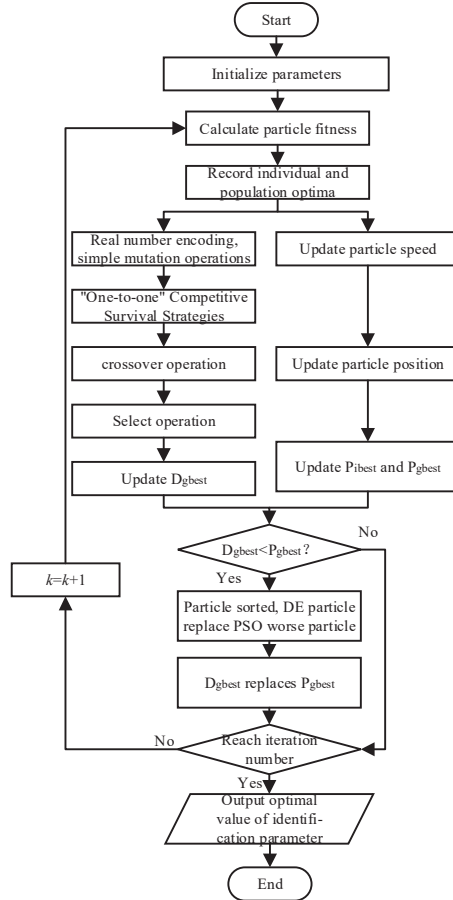 Start
Initialize parameters
Calculate particle fitness
Record individual and
population optima
Real number encoding,
simple mutation operations
Update particle speed
"One-to-one" Competitive
Survival Strategies
crossover operation
Update particle position
Select operation
Update Dgbest
Update Pibest and Pgbest
Dgbest<Pgbest?
No
Yes
k=k+1
Particle sorted, DE particle
replace PSO worse particle
Dgbest replaces Pgbest
No
Reach iteration
number
Yes
Output optimal
value of identifi-
cation parameter
End